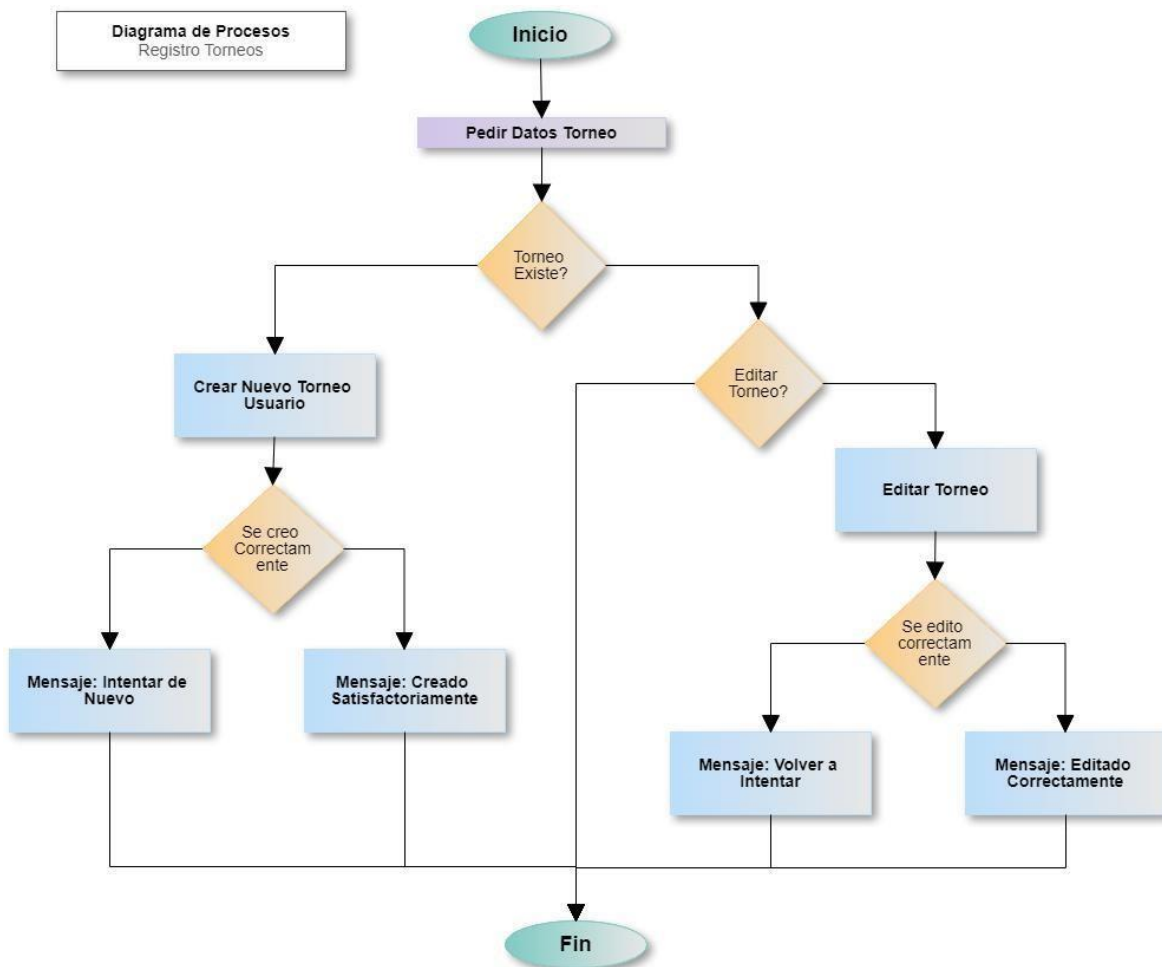 Diagrama de Procesos
Registro Torneos
Inicio
Pedir Datos Torneo
Torneo
Existe?
Crear Nuevo Torneo
Usuario
Editar
Torneo?
Editar Torneo
Se creo
Correctam
ente
Se edito
correctam
ente
Mensaje: Intentar de
Nuevo
Mensaje: Creado
Satisfactoriamente
Mensaje: Volver a
Intentar
Mensaje: Editado
Correctamente
Fin